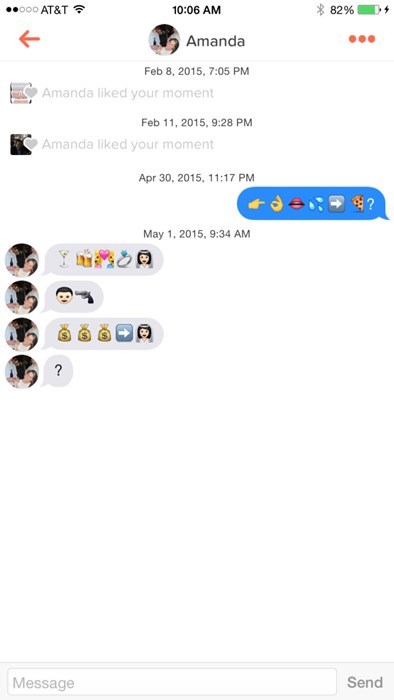 ●●○○○ AT&T 10:06 AM 82%
Amanda
Feb 8, 2015, 7:05 PM
Amanda liked your moment
Feb 11, 2015, 9:28 PM
Amanda liked your moment
Apr 30, 2015, 11:17 PM
👉👌👄💦➡️🍕?
May 1, 2015, 9:34 AM
🍸🍻💑💍👰
👨🔫
💰💰💰➡️👰
?
Message Send